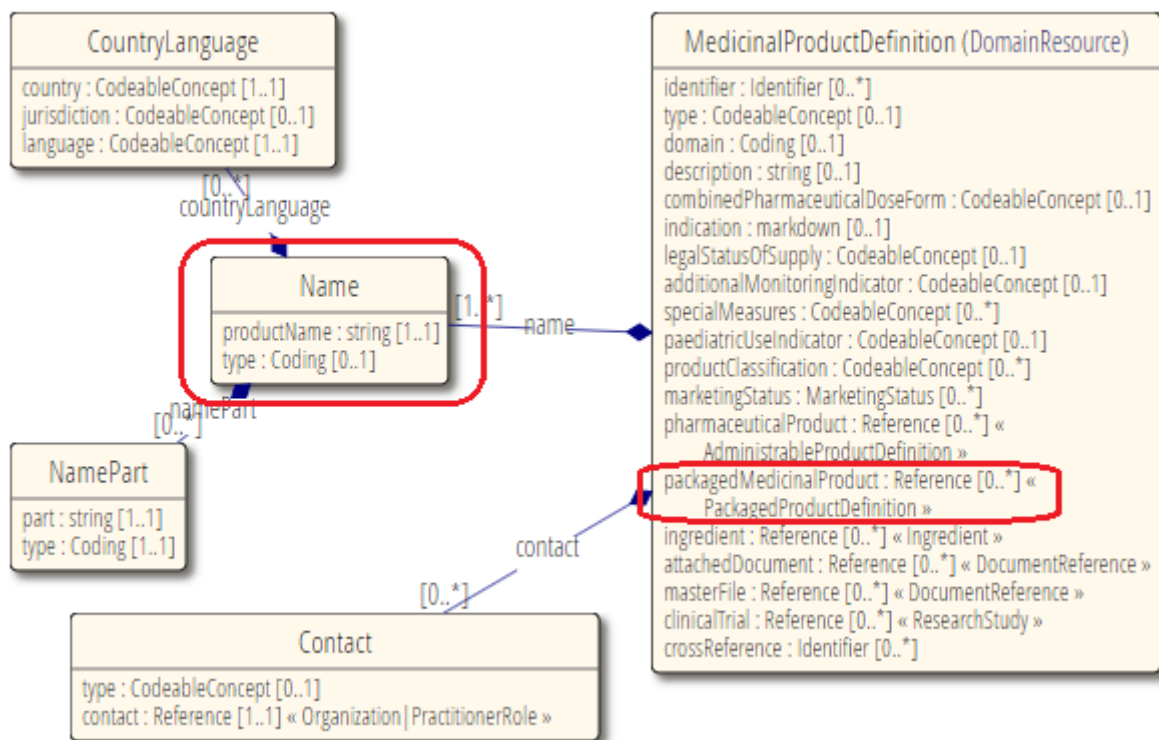 CountryLanguage
country : CodeableConcept [1..1]
jurisdiction : CodeableConcept [0..1]
language : CodeableConcept [1..1]
[0..*]
countryLanguage
Name
productName : string [1..1]
type : Coding [0..1]
[1..*]
name
namePart
[0..*]
NamePart
part : string [1..1]
type : Coding [1..1]
contact
[0..*]
Contact
type : CodeableConcept [0..1]
contact : Reference [1..1] « Organization|PractitionerRole »
MedicinalProductDefinition (DomainResource)
identifier : Identifier [0..*]
type : CodeableConcept [0..1]
domain : Coding [0..1]
description : string [0..1]
combinedPharmaceuticalDoseForm : CodeableConcept [0..1]
indication : markdown [0..1]
legalStatusOfSupply : CodeableConcept [0..1]
additionalMonitoringIndicator : CodeableConcept [0..1]
specialMeasures : CodeableConcept [0..*]
paediatricUseIndicator : CodeableConcept [0..1]
productClassification : CodeableConcept [0..*]
marketingStatus : MarketingStatus [0..*]
pharmaceuticalProduct : Reference [0..*] «
AdministrableProductDefinition »
packagedMedicinalProduct : Reference [0..*] «
PackagedProductDefinition »
ingredient : Reference [0..*] « Ingredient »
attachedDocument : Reference [0..*] « DocumentReference »
masterFile : Reference [0..*] « DocumentReference »
clinicalTrial : Reference [0..*] « ResearchStudy »
crossReference : Identifier [0..*]